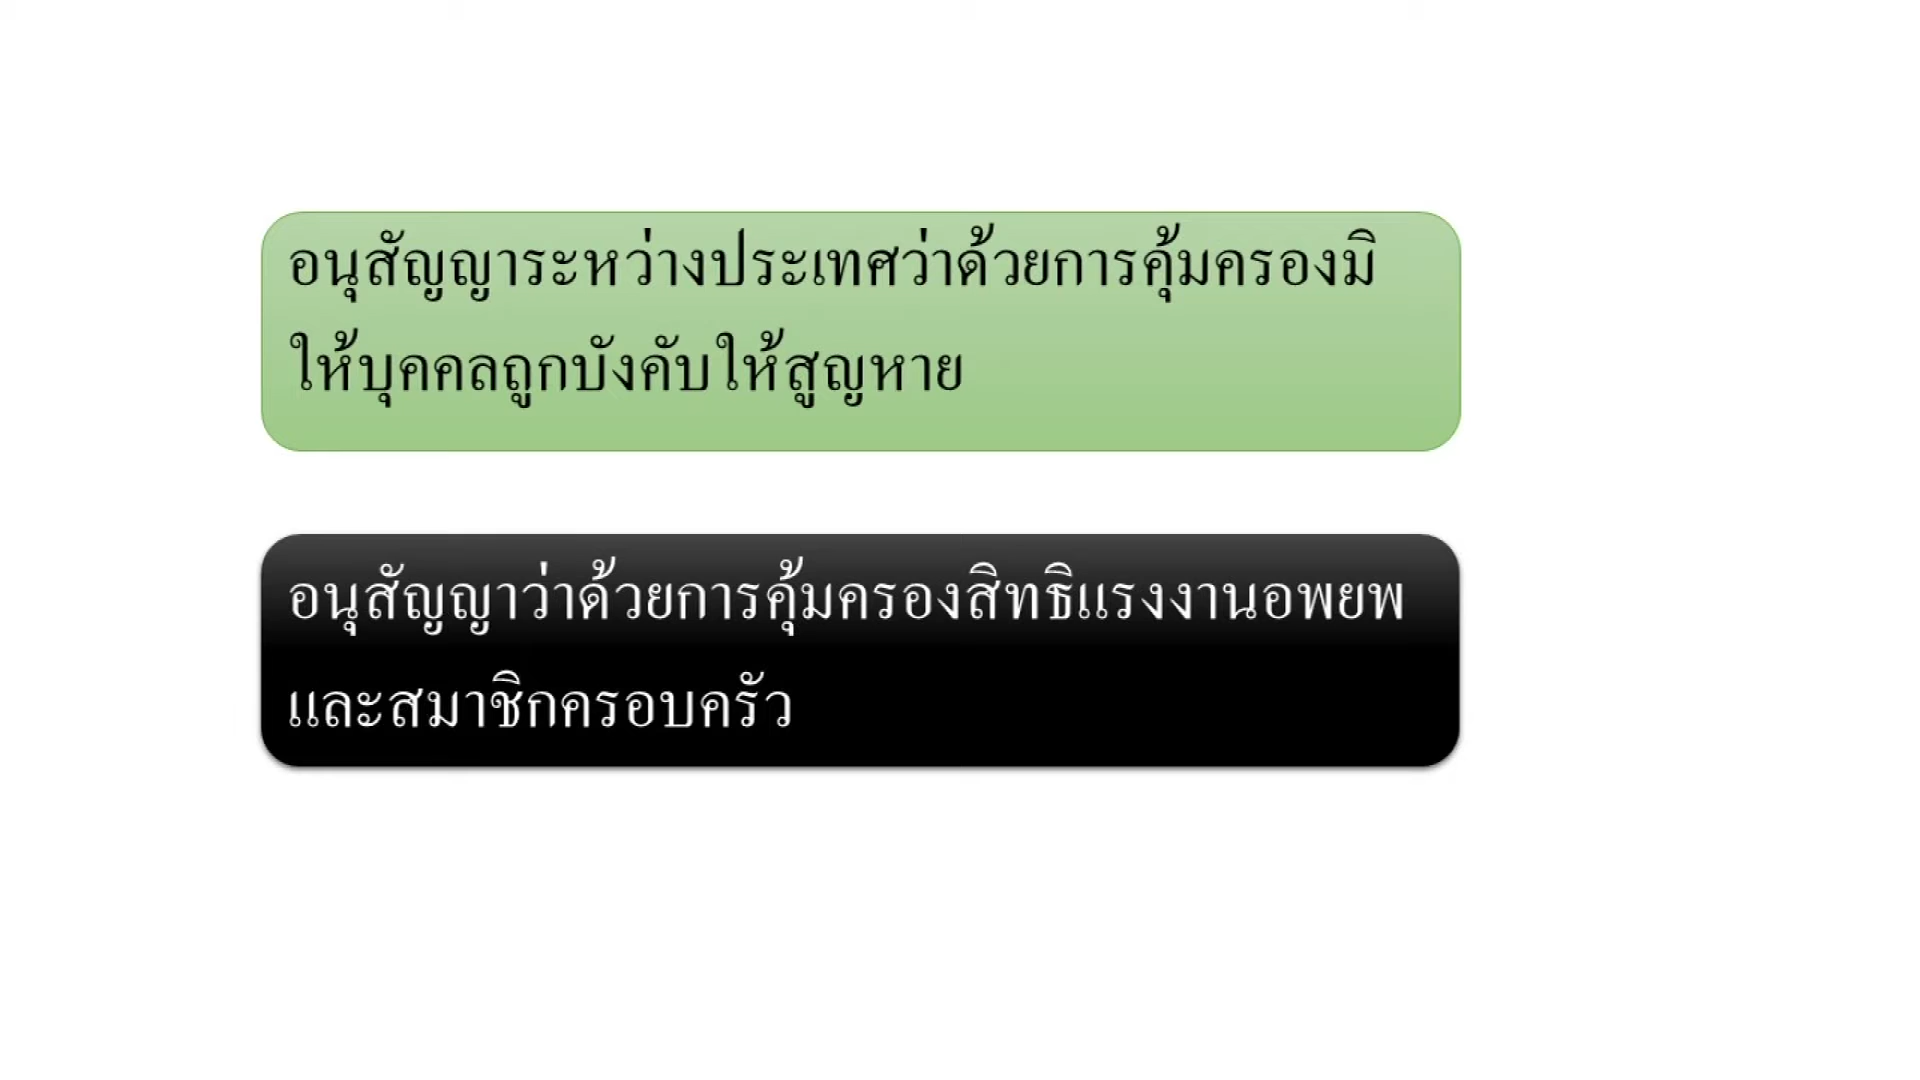 อนุสัญญาระหว่างประเทศว่าด้วยการคุ้มครองมิ
ให้บุคคลถูกบังคับให้สูญหาย
อนุสัญญาว่าด้วยการคุ้มครองสิทธิแรงงานอพยพ
และสมาชิกครอบครัว